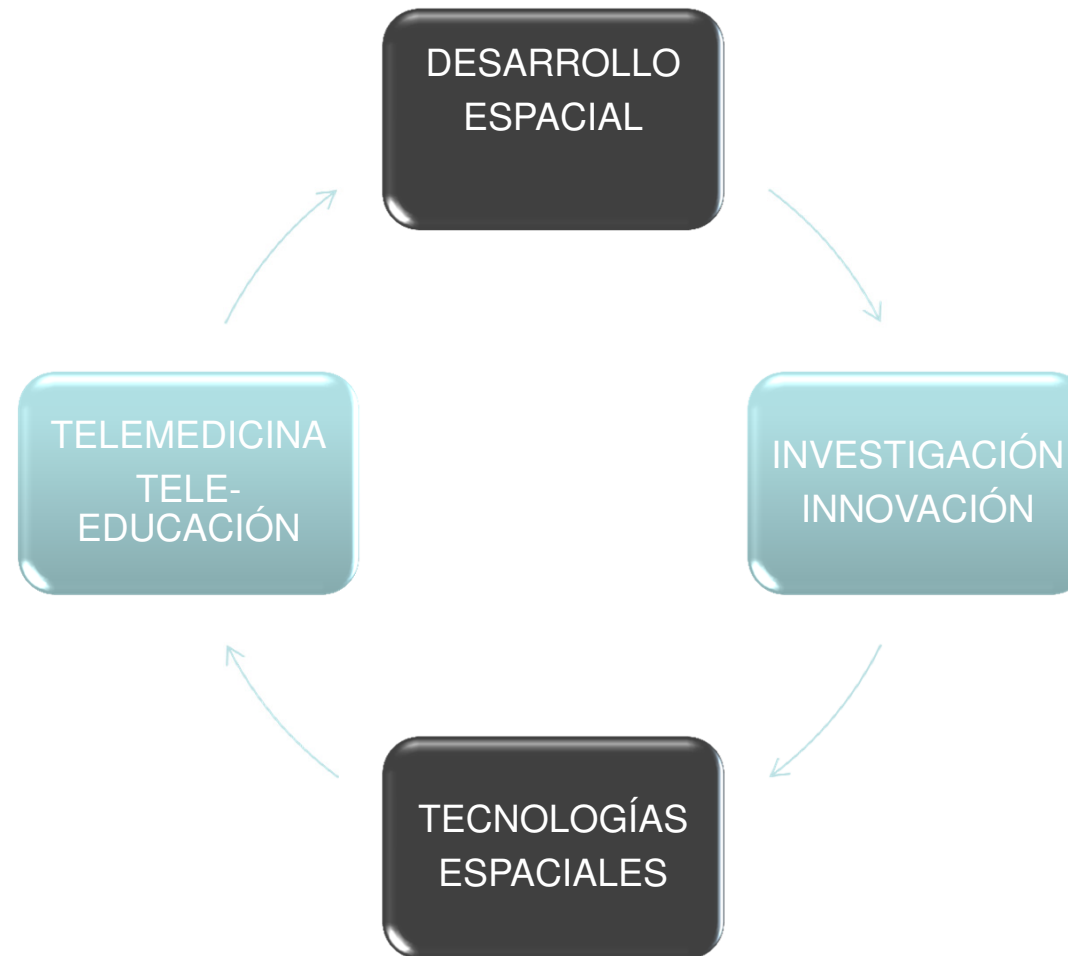 DESARROLLO
ESPACIAL
TELEMEDICINA
TELE-
EDUCACIÓN
INVESTIGACIÓN
INNOVACIÓN
TECNOLOGÍAS
ESPACIALES